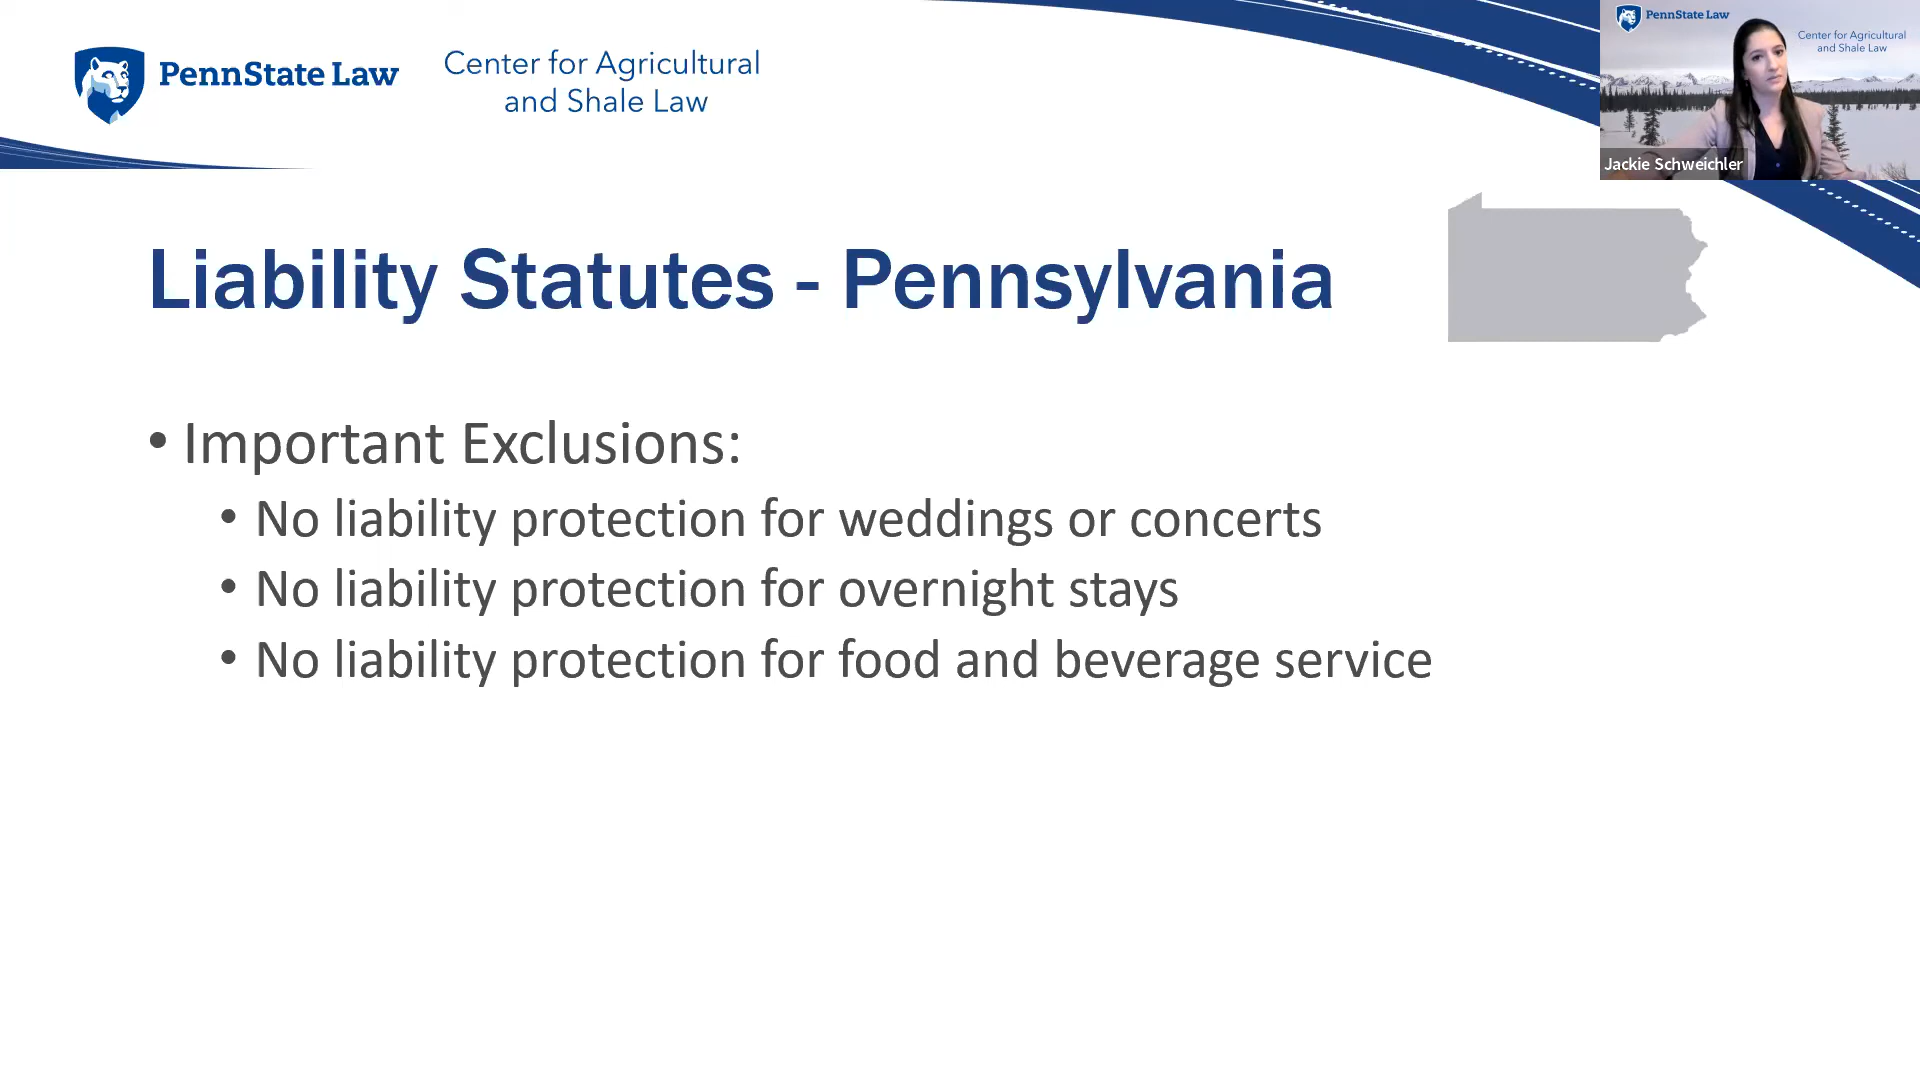 PennState Law
Center for Agricultural
and Shale Law
PennState Law
Center for Agricultural
and Shale Law
Jackie Schweichler
Liability Statutes - Pennsylvania
• Important Exclusions:
• No liability protection for weddings or concerts
• No liability protection for overnight stays
• No liability protection for food and beverage service